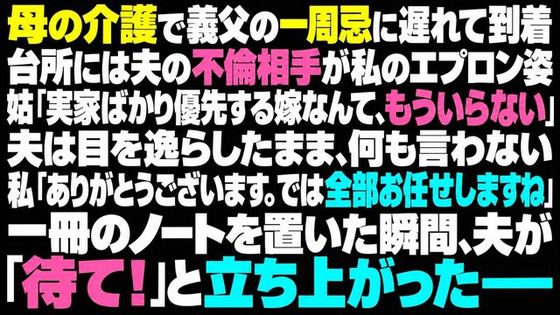 母の介護で義父の一周忌に遅れて到着
台所には夫の不倫相手が私のエプロン姿
姑「実家ばかり優先する嫁なんて、もういらない」
夫は目を逸らしたまま、何も言わない
私「ありがとうございます。では全部お任せしますね」
一冊のノートを置いた瞬間、夫が
「待て!」と立ち上がった──